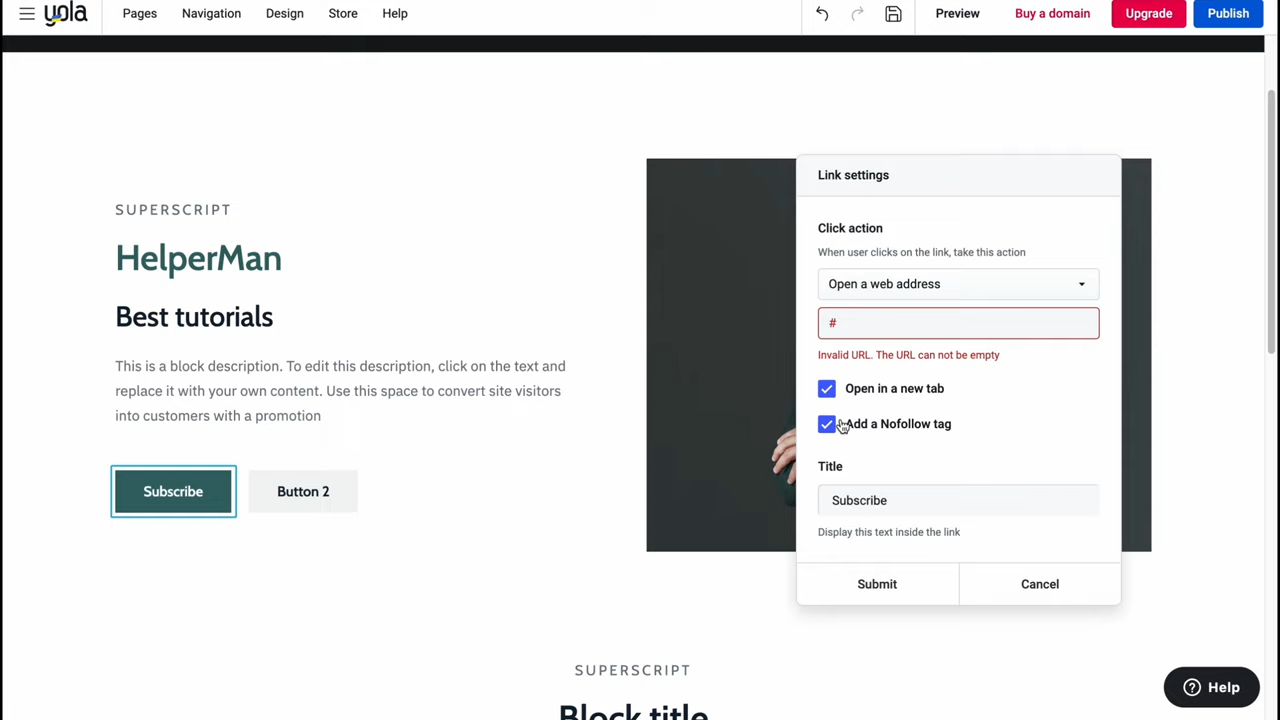 yola
Pages
Navigation
Design
Store
Help
Preview
Buy a domain
Upgrade
Publish
SUPERSCRIPT
HelperMan
Best tutorials
This is a block description. To edit this description, click on the text and
replace it with your own content. Use this space to convert site visitors
into customers with a promotion
Subscribe
Button 2
Link settings
Click action
When user clicks on the link, take this action
Open a web address
#
Invalid URL. The URL can not be empty
Open in a new tab
Add a Nofollow tag
Title
Subscribe
Display this text inside the link
Submit
Cancel
SUPERSCRIPT
Block title
Help